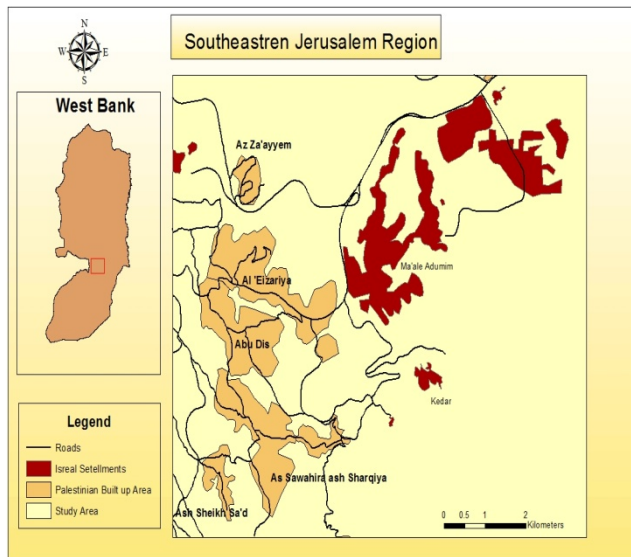 Southeastren Jerusalem Region
N
W
E
S
West Bank
Az Za'ayyem
Ma'ale Adumim
Al 'Eizariya
Abu Dis
Kedar
As Sawahira ash Sharqiya
Ash Sheikh Sa'd
Legend
Roads
Isreal Setellments
Palestinian Built up Area
Study Area
0 0.5 1 2
Kilometers